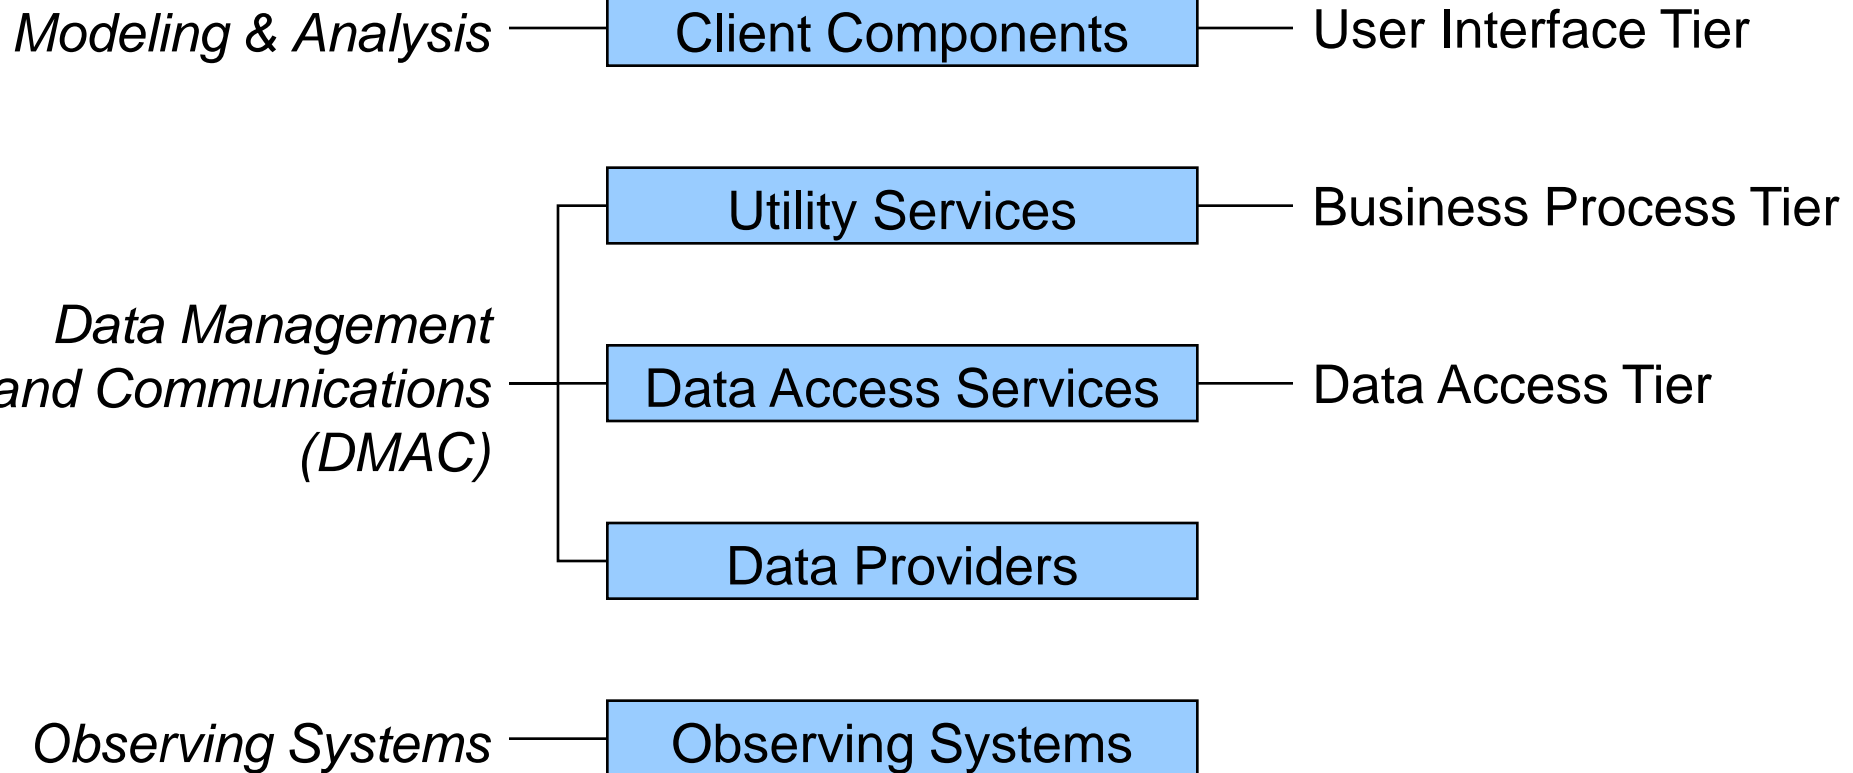 Modeling & Analysis
Client Components
User Interface Tier
Utility Services
Business Process Tier
Data Management
and Communications
(DMAC)
Data Access Services
Data Access Tier
Data Providers
Observing Systems
Observing Systems